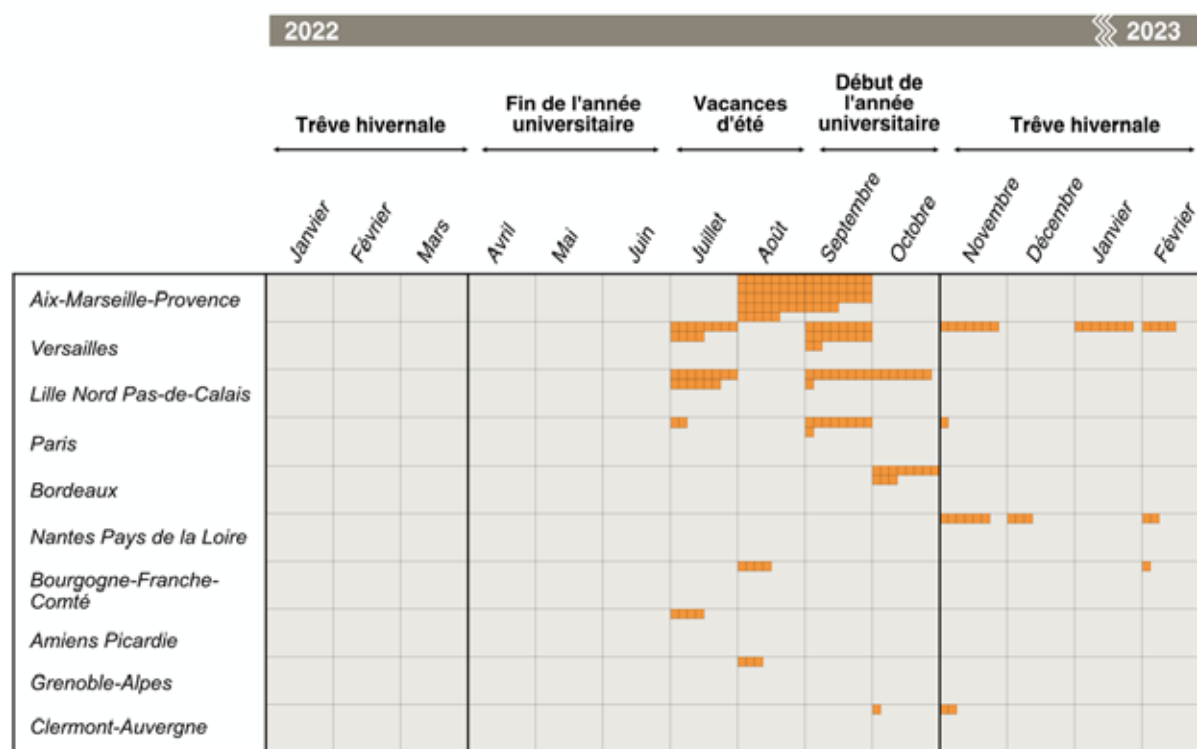 2022
2023
Trêve hivernale
Fin de l'année
universitaire
Vacances
d'été
Début de
l'année
universitaire
Trêve hivernale
Janvier
Février
Mars
Avril
Mai
Juin
Juillet
Août
Septembre
Octobre
Novembre
Décembre
Janvier
Février
Aix-Marseille-Provence
Versailles
Lille Nord Pas-de-Calais
Paris
Bordeaux
Nantes Pays de la Loire
Bourgogne-Franche-
Comté
Amiens Picardie
Grenoble-Alpes
Clermont-Auvergne